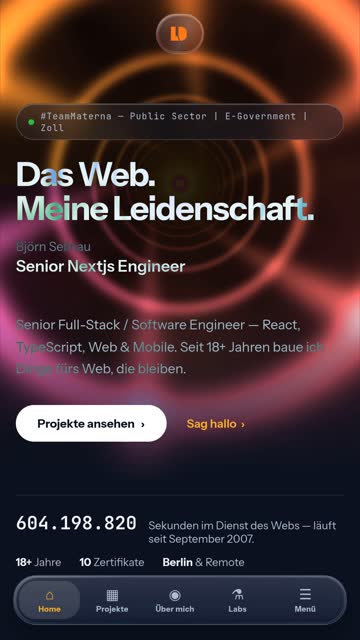 #TeamMaterna — Public Sector | E-Government |
Zoll
Das Web.
Meine Leidenschaft.
Björn
Senior Nextjs Engineer
Senior Full-Stack / Software Engineer — React,
TypeScript, Web & Mobile. Seit 18+ Jahren baue ich
Dinge fürs Web, die bleiben.
Projekte ansehen ›
Sag hallo ›
604.198.820
Sekunden im Dienst des Webs — läuft
seit September 2007.
18+ Jahre
10 Zertifikate
Berlin & Remote
Home
Projekte
Über mich
Labs
Menü